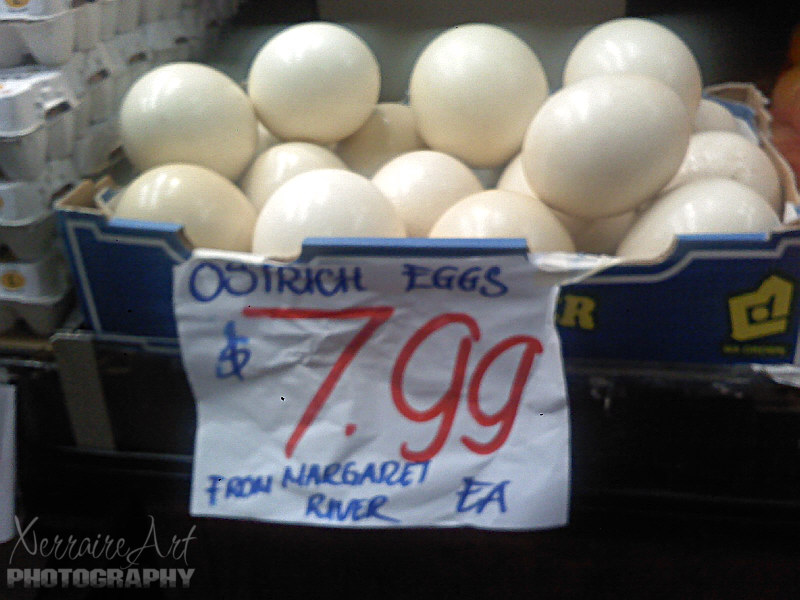 OSTRICH EGGS
$ 7.99
FROM MARGARET
RIVER EA
XerraireArt
PHOTOGRAPHY